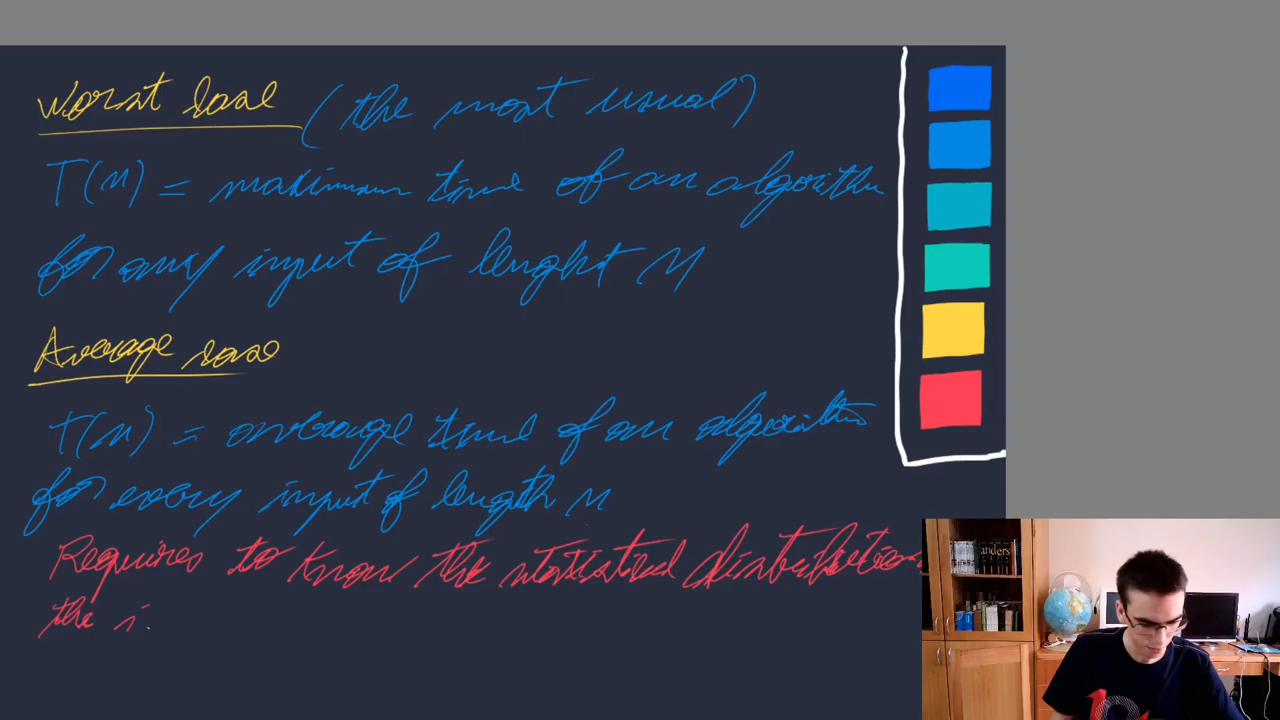 Worst case (the most usual)
T(n) = maximum time of an algorithm
for any input of lenght n
Average case
T(n) = average time of an algorithm
for every input of length n
Requires to know the statistical distribution
the i
anders